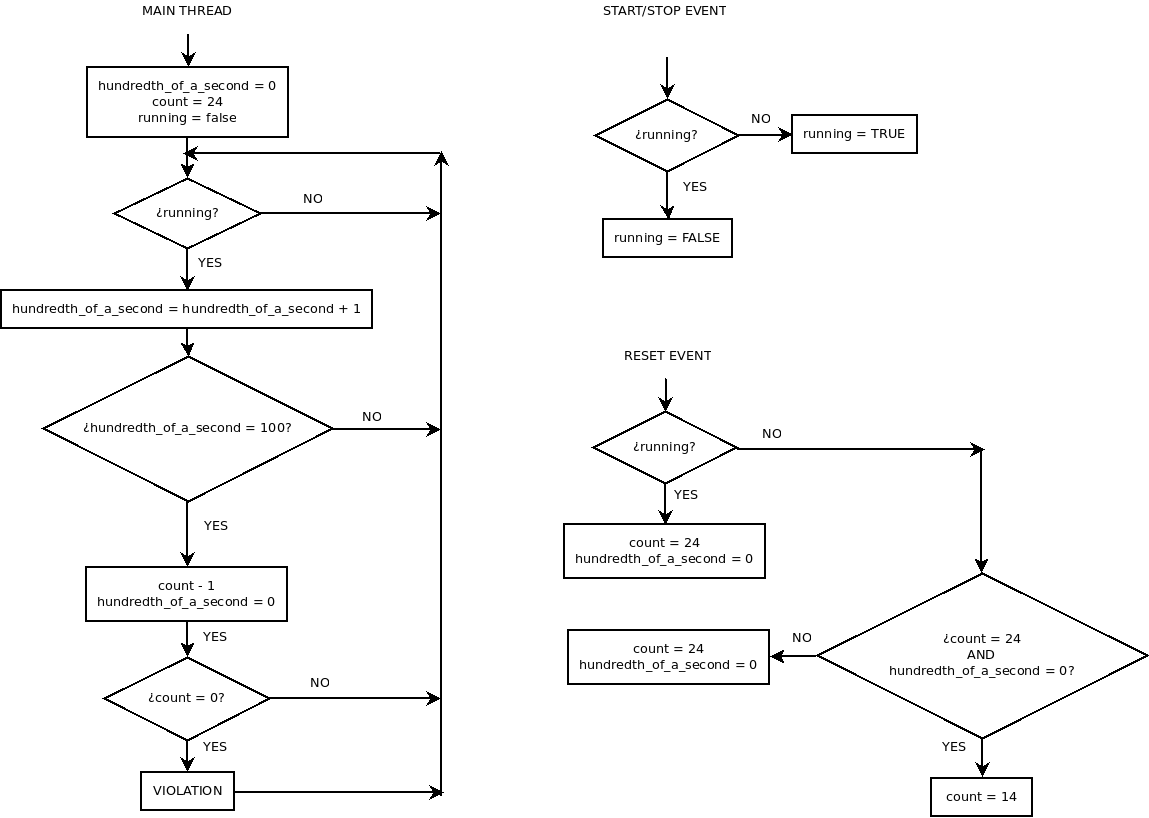 MAIN THREAD
hundredth_of_a_second = 0
count = 24
running = false
¿running?
NO
YES
hundredth_of_a_second = hundredth_of_a_second + 1
¿hundredth_of_a_second = 100?
NO
YES
count - 1
hundredth_of_a_second = 0
YES
¿count = 0?
NO
YES
VIOLATION
START/STOP EVENT
¿running?
NO
running = TRUE
YES
running = FALSE
RESET EVENT
¿running?
NO
YES
count = 24
hundredth_of_a_second = 0
¿count = 24
AND
hundredth_of_a_second = 0?
NO
count = 24
hundredth_of_a_second = 0
YES
count = 14